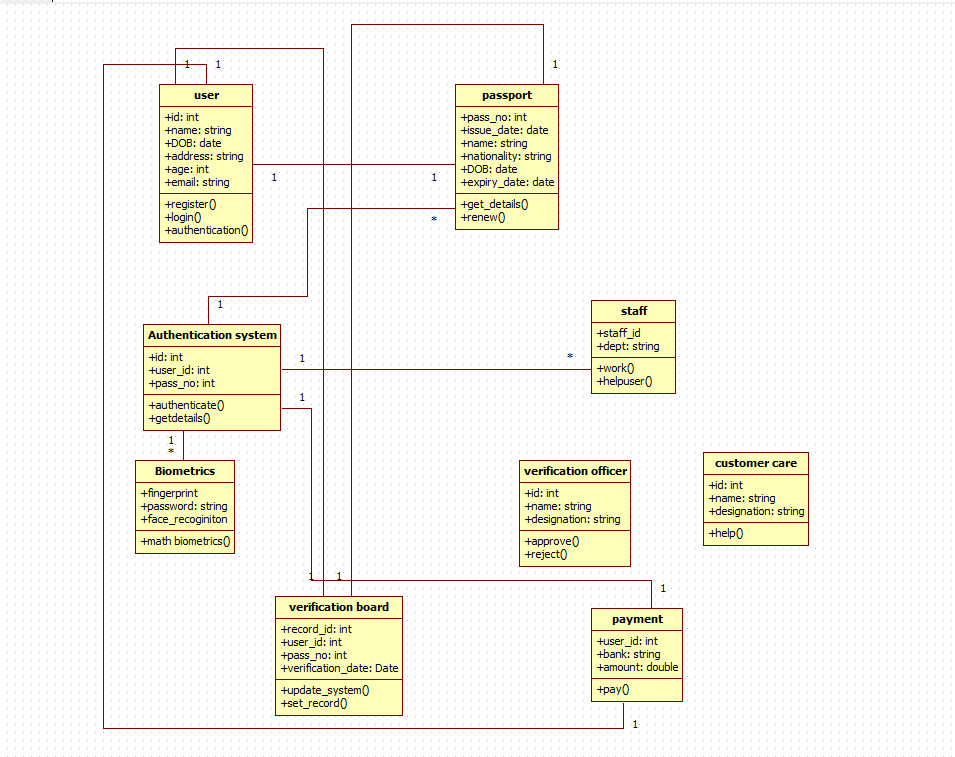 1
1
1
user
+id: int
+name: string
+DOB: date
+address: string
+age: int
+email: string
+register()
+login()
+authentication()
passport
+pass_no: int
+issue_date: date
+name: string
+nationality: string
+DOB: date
+expiry_date: date
+get_details()
+renew()
1
1
*
1
Authentication system
+id: int
+user_id: int
+pass_no: int
+authenticate()
+getdetails()
1
*
1
staff
+staff_id
+dept: string
+work()
+helpuser()
1
*
Biometrics
+fingerprint
+password: string
+face_recoginiton
+math biometrics()
verification officer
+id: int
+name: string
+designation: string
+approve()
+reject()
customer care
+id: int
+name: string
+designation: string
+help()
1
1
1
verification board
+record_id: int
+user_id: int
+pass_no: int
+verification_date: Date
+update_system()
+set_record()
payment
+user_id: int
+bank: string
+amount: double
+pay()
1